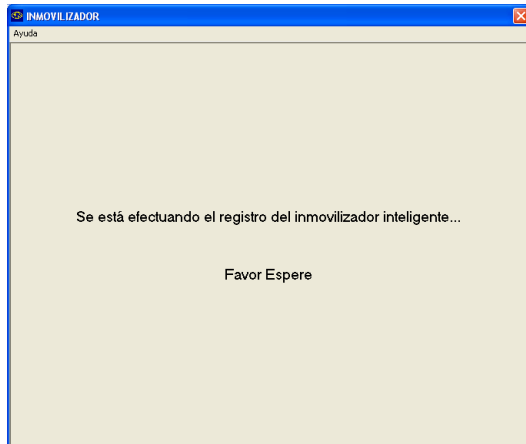 INMOVILIZADOR
Ayuda
Se está efectuando el registro del inmovilizador inteligente...
Favor Espere